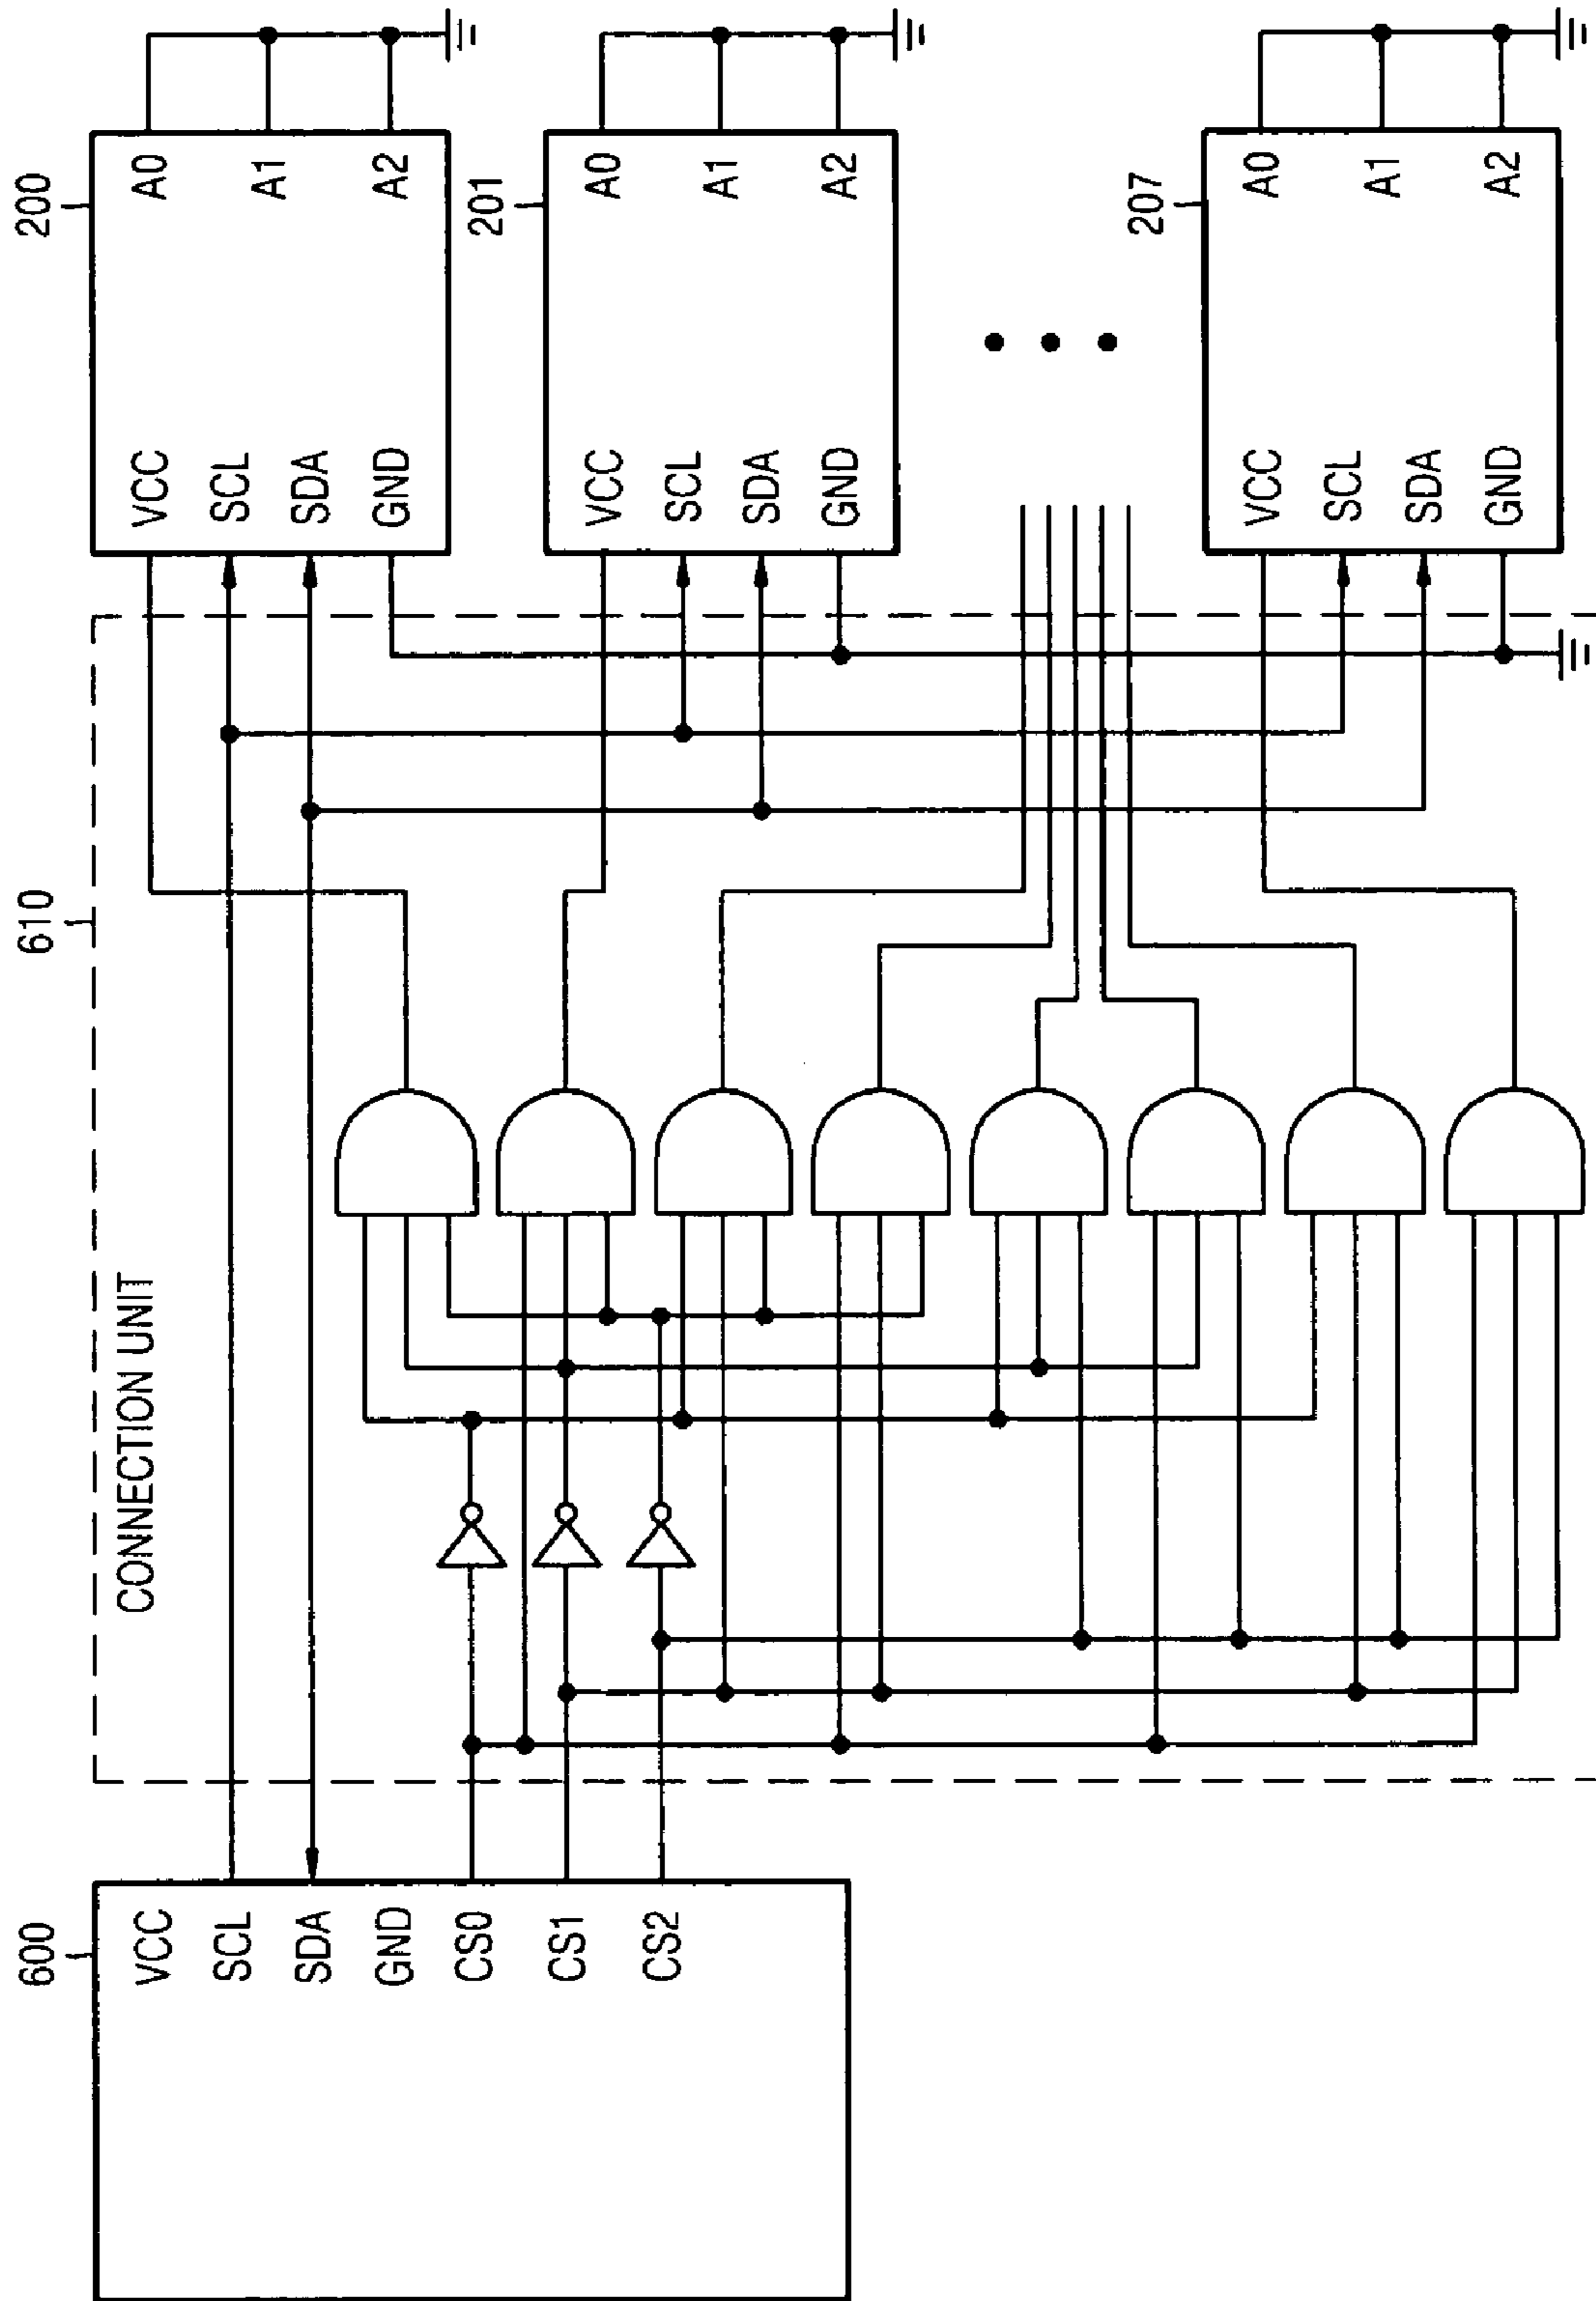 600
VCC
SCL
SDA
GND
CS0
CS1
CS2
610
CONNECTION UNIT
200
VCC
SCL
SDA
GND
A0
A1
A2
201
VCC
SCL
SDA
GND
A0
A1
A2
207
VCC
SCL
SDA
GND
A0
A1
A2